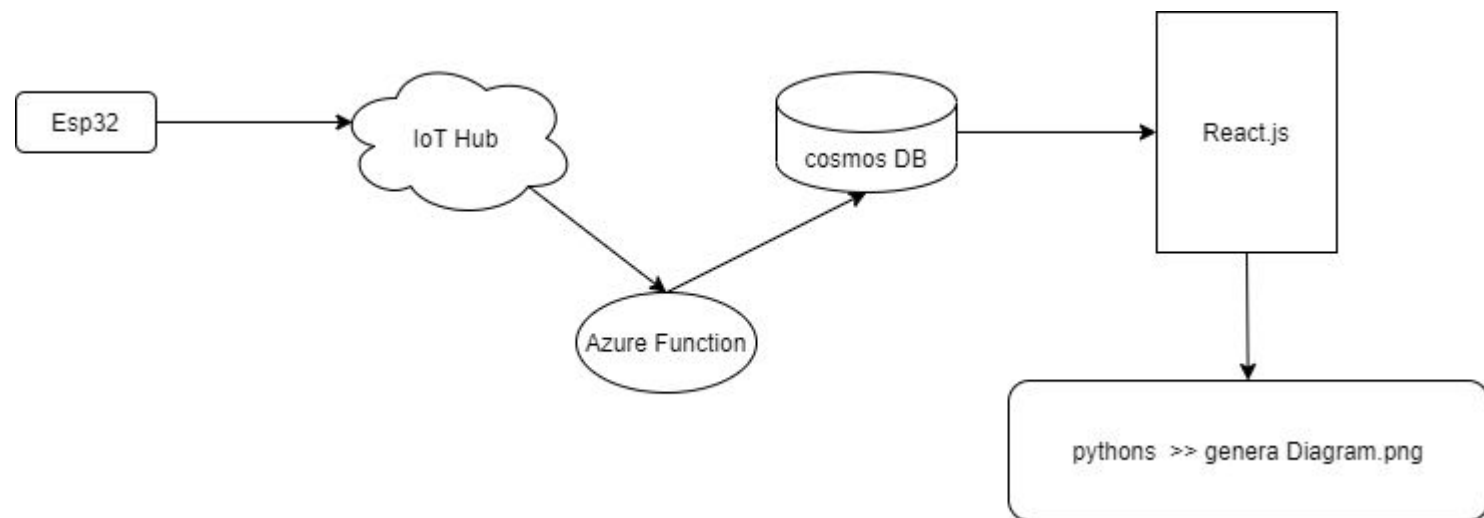 Esp32
IoT Hub
Azure Function
cosmos DB
React.js
pythons >> genera Diagram.png